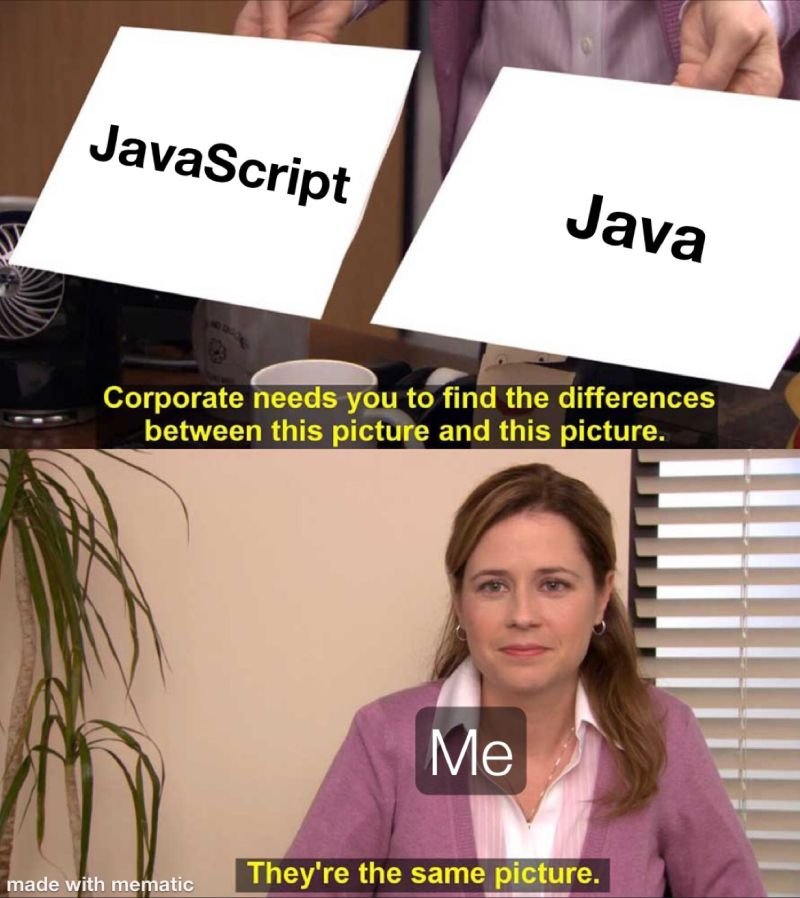 JavaScript
Java
Corporate needs you to find the differences
between this picture and this picture.
Me
They're the same picture.
made with mematic